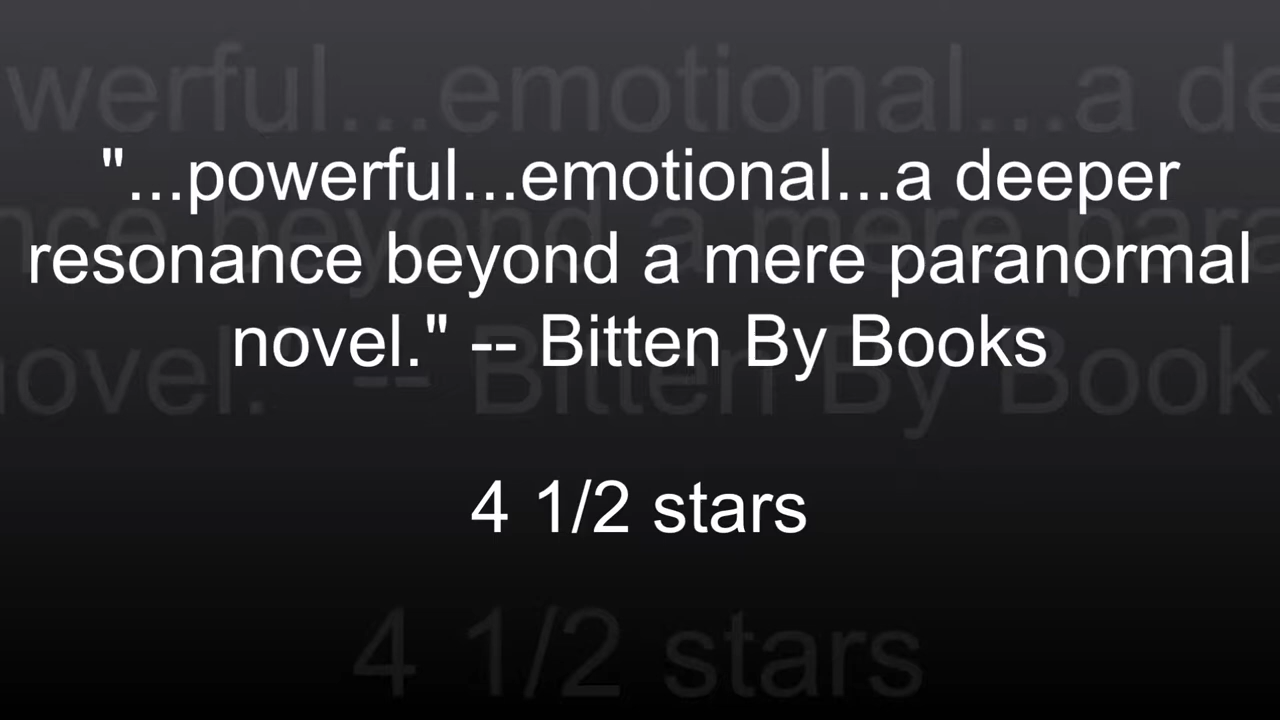 "...powerful...emotional...a deeper
resonance beyond a mere paranormal
novel." -- Bitten By Books
4 1/2 stars